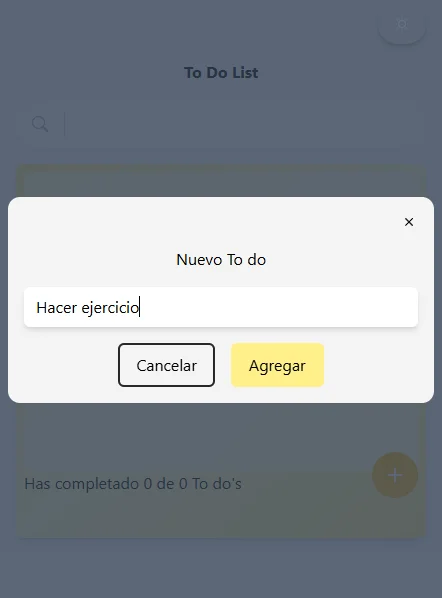 To Do List
×
Nuevo To do
Hacer ejercicio
Cancelar
Agregar
Has completado 0 de 0 To do's
+